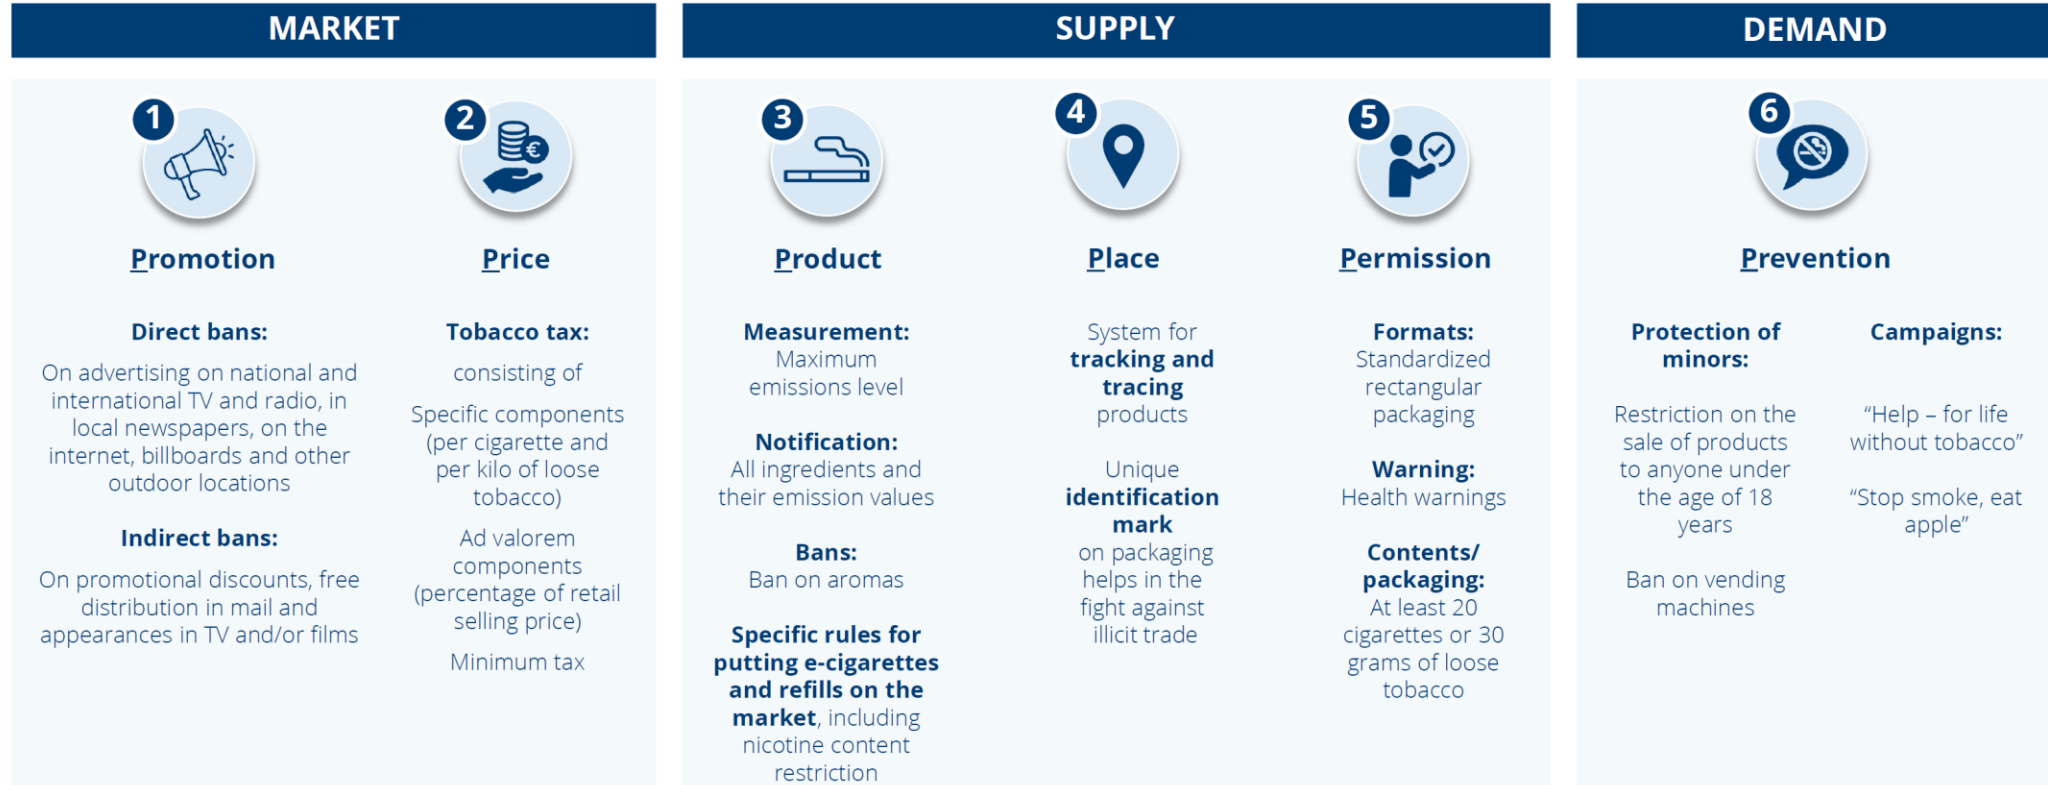 MARKET
1
2
Promotion
Price
Direct bans:
On advertising on national and
international TV and radio, in
local newspapers, on the
internet, billboards and other
outdoor locations
Indirect bans:
On promotional discounts, free
distribution in mail and
appearances in TV and/or films
Tobacco tax:
consisting of
Specific components
(per cigarette and
per kilo of loose
tobacco)
Ad valorem
components
(percentage of retail
selling price)
Minimum tax
SUPPLY
3
4
5
Product
Place
Permission
Measurement:
Maximum
emissions level
Notification:
All ingredients and
their emission values
Bans:
Ban on aromas
Specific rules for
putting e-cigarettes
and refills on the
market, including
nicotine content
restriction
System for
tracking and
tracing
products
Unique
identification
mark
on packaging
helps in the
fight against
illicit trade
Formats:
Standardized
rectangular
packaging
Warning:
Health warnings
Contents/
packaging:
At least 20
cigarettes or 30
grams of loose
tobacco
DEMAND
6
Prevention
Protection of
minors:
Restriction on the
sale of products
to anyone under
the age of 18
years
Ban on vending
machines
Campaigns:
“Help – for life
without tobacco”
“Stop smoke, eat
apple”
€